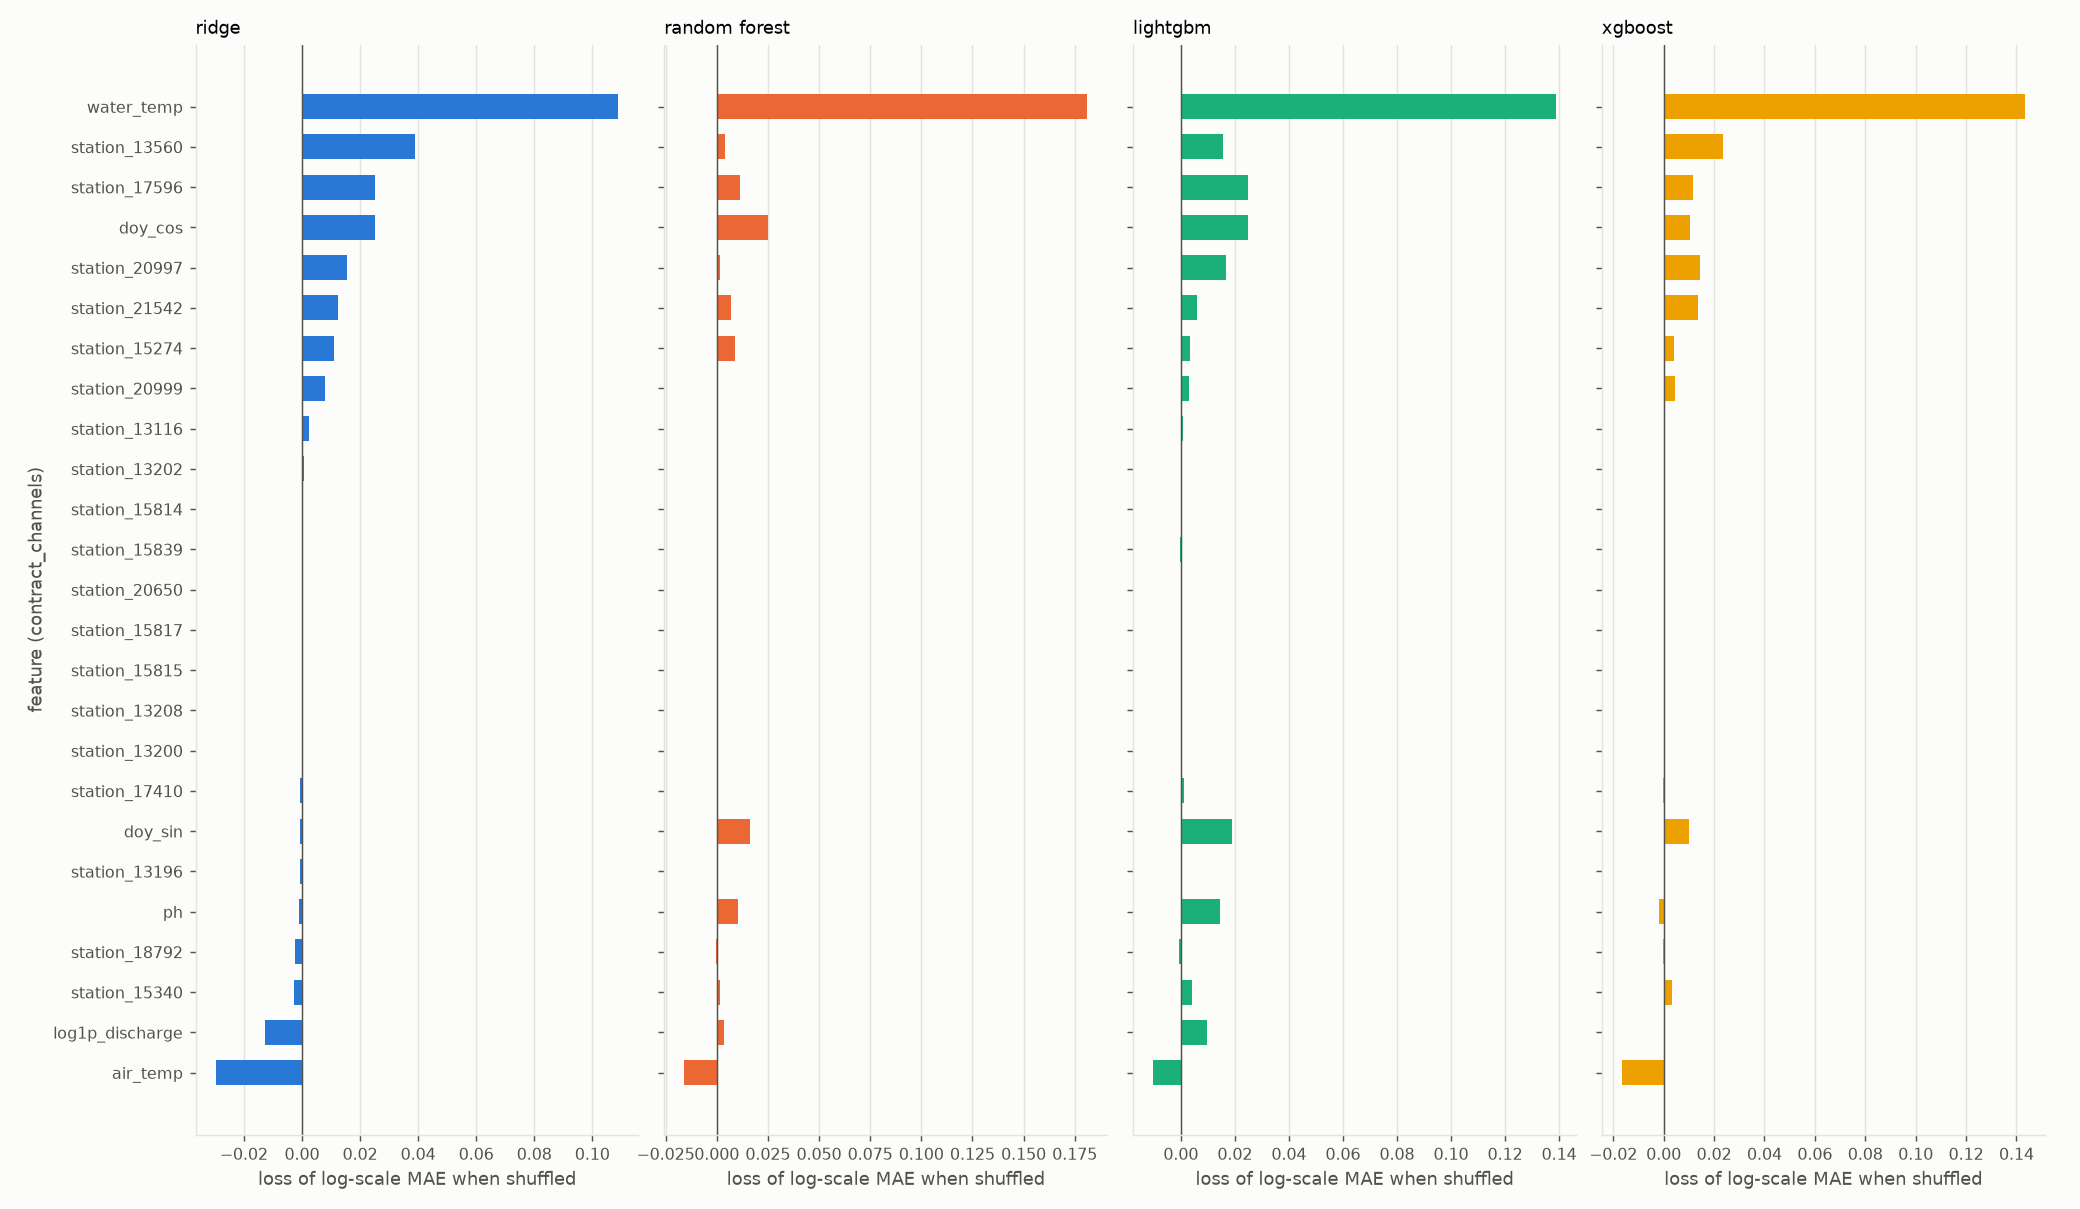 ridge
random forest
lightgbm
xgboost
feature (contract_channels)
water_temp
station_13560
station_17596
doy_cos
station_20997
station_21542
station_15274
station_20999
station_13116
station_13202
station_15814
station_15839
station_20650
station_15817
station_15815
station_13208
station_13200
station_17410
doy_sin
station_13196
ph
station_18792
station_15340
log1p_discharge
air_temp
−0.02 0.00 0.02 0.04 0.06 0.08 0.10
−0.025 0.000 0.025 0.050 0.075 0.100 0.125 0.150 0.175
0.00 0.02 0.04 0.06 0.08 0.10 0.12 0.14
−0.02 0.00 0.02 0.04 0.06 0.08 0.10 0.12 0.14
loss of log-scale MAE when shuffled
loss of log-scale MAE when shuffled
loss of log-scale MAE when shuffled
loss of log-scale MAE when shuffled